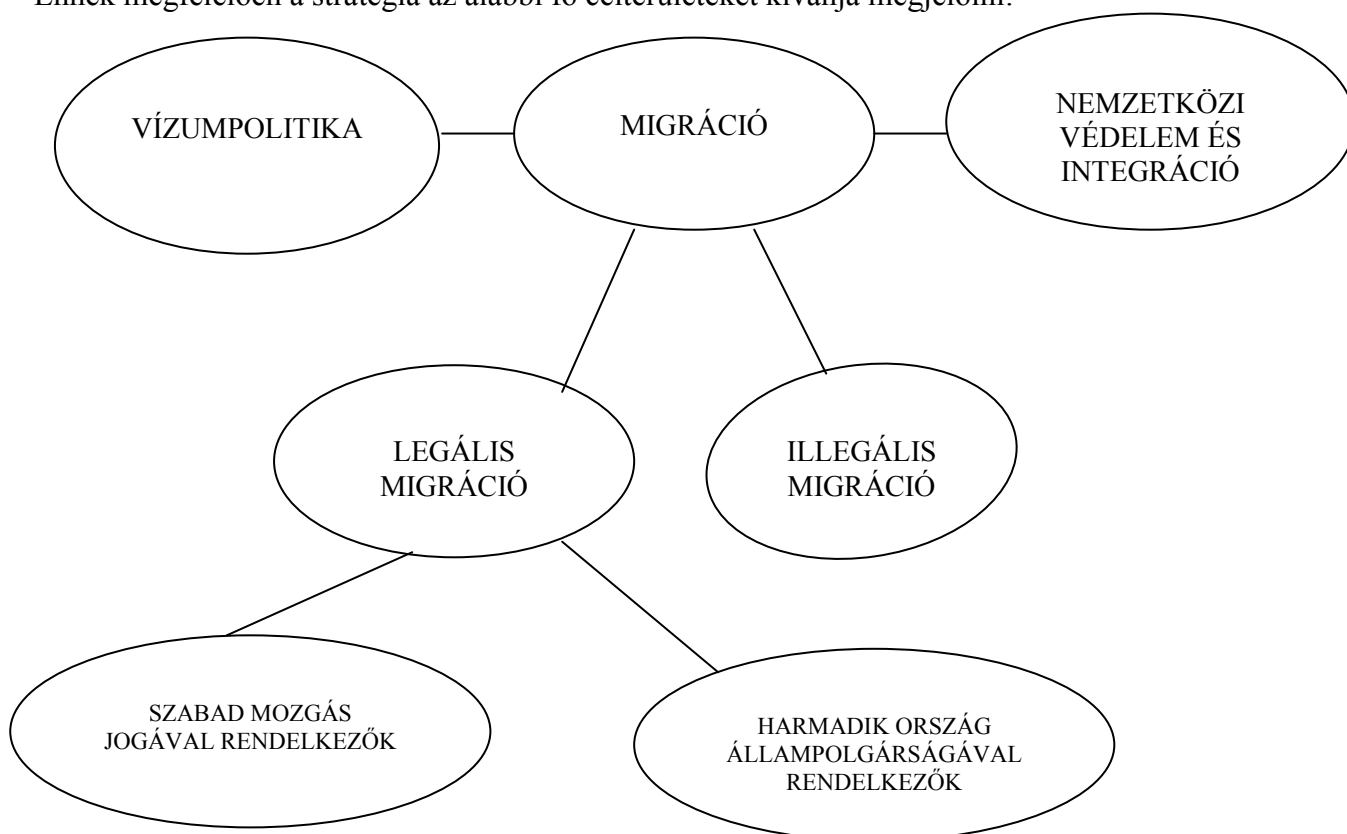 Ennek megfelelően a stratégia az alábbi fő célterületeket kívánja megjelölni:
VÍZUMPOLITIKA
MIGRÁCIÓ
NEMZETKÖZI
VÉDELEM ÉS
INTEGRÁCIÓ
LEGÁLIS
MIGRÁCIÓ
ILLEGÁLIS
MIGRÁCIÓ
SZABAD MOZGÁS
JOGÁVAL RENDELKEZŐK
HARMADIK ORSZÁG
ÁLLAMPOLGÁRSÁGÁVAL
RENDELKEZŐK